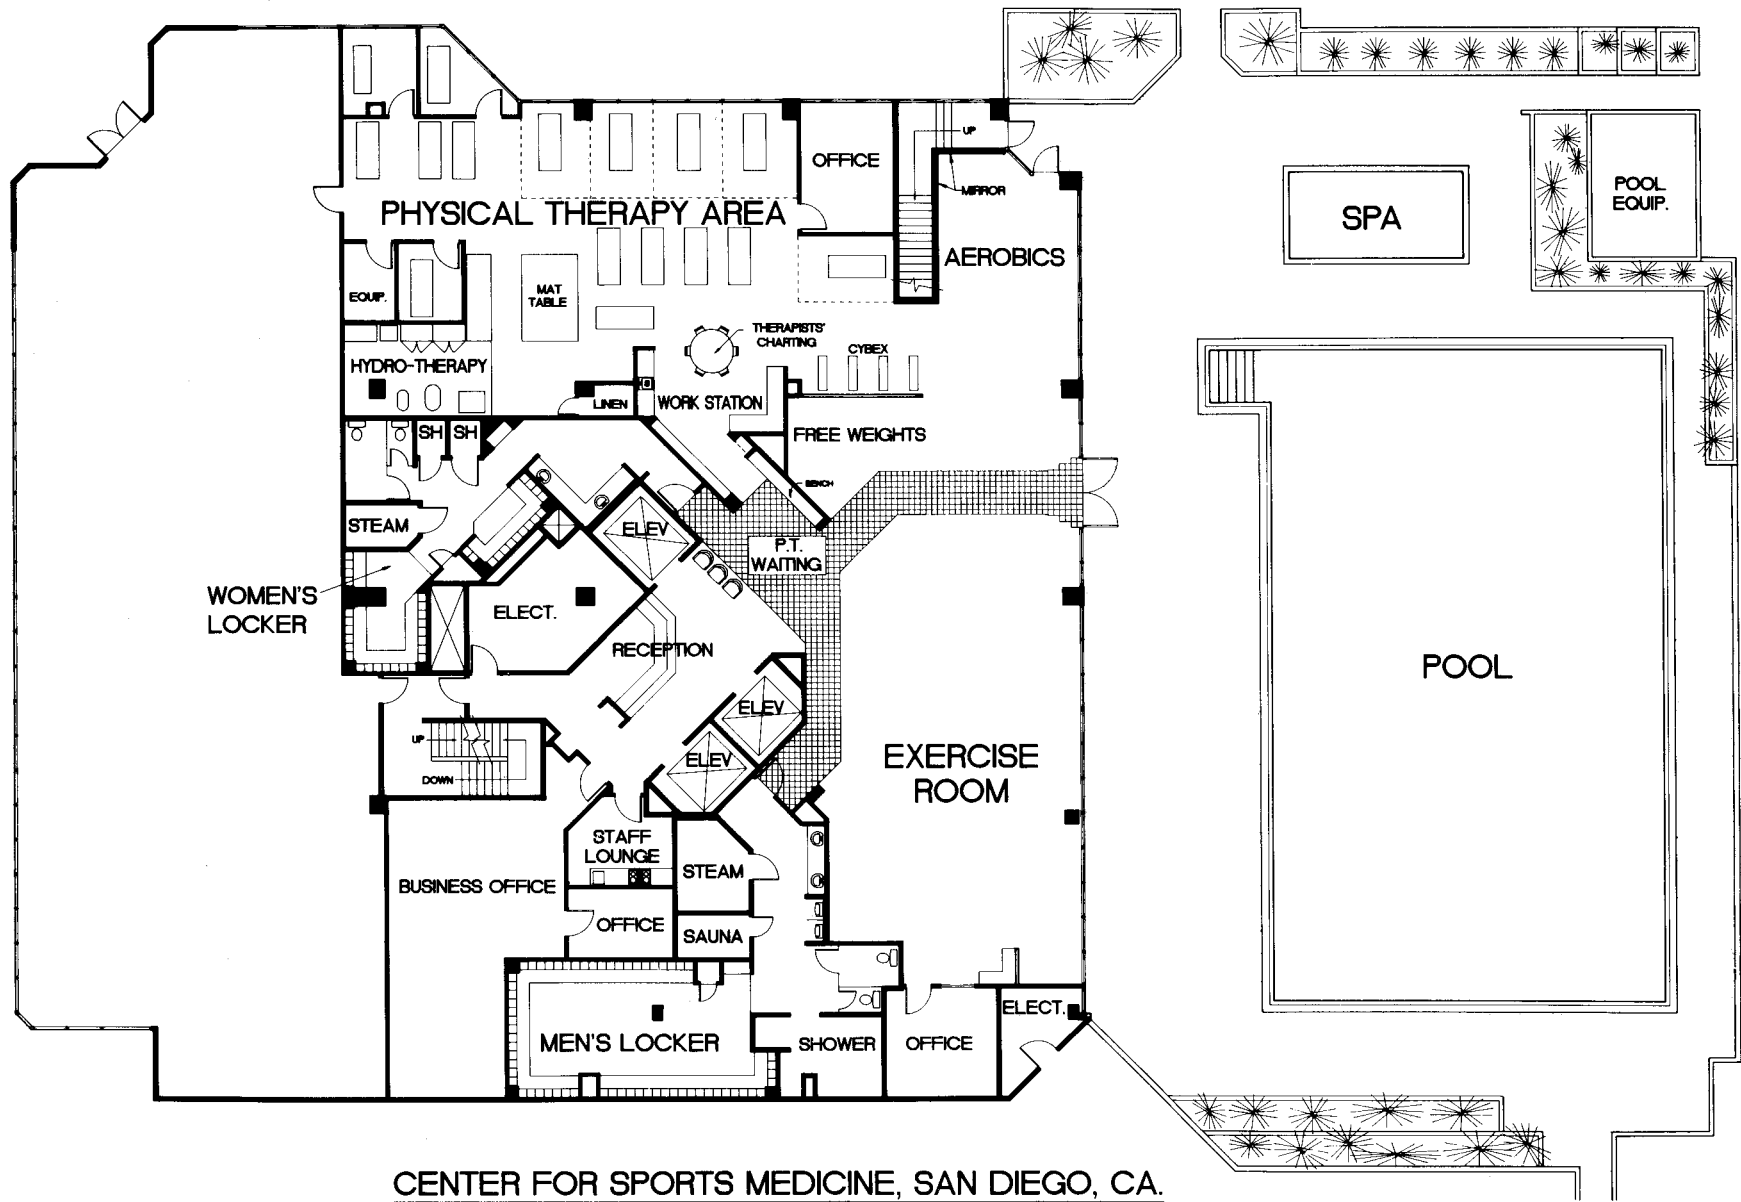 UP
OFFICE
MIRROR
POOL
EQUIP.
PHYSICAL THERAPY AREA
SPA
AEROBICS
EQUIP.
MAT
TABLE
THERAPISTS'
CHARTING
CYBEX
HYDRO-THERAPY
LINEN
WORK STATION
SH
SH
FREE WEIGHTS
BENCH
STEAM
ELEV
P.T.
WAITING
WOMEN'S
LOCKER
ELECT.
RECEPTION
POOL
ELEV
UP
ELEV
DOWN
EXERCISE
ROOM
STAFF
LOUNGE
STEAM
BUSINESS OFFICE
OFFICE
SAUNA
ELECT.
MEN'S LOCKER
SHOWER
OFFICE
CENTER FOR SPORTS MEDICINE, SAN DIEGO, CA.